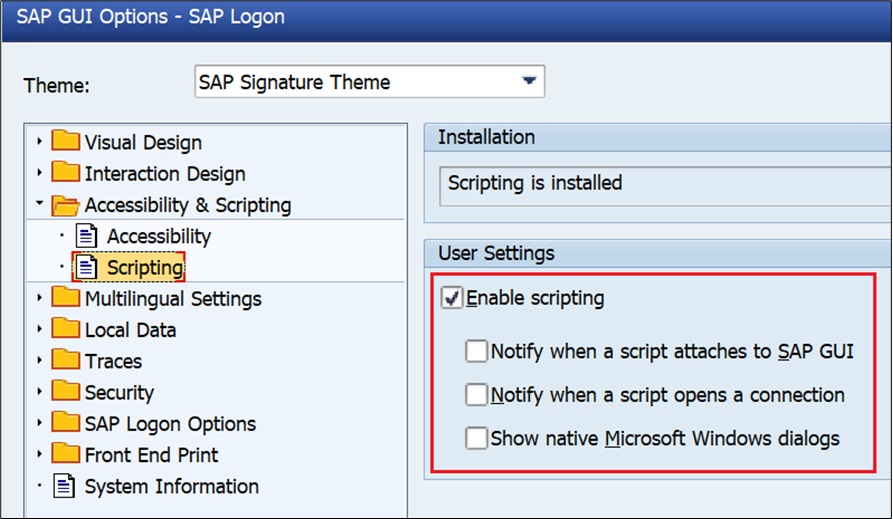 SAP GUI Options - SAP Logon
Theme:
SAP Signature Theme
Visual Design
Interaction Design
Accessibility & Scripting
Accessibility
Scripting
Multilingual Settings
Local Data
Traces
Security
SAP Logon Options
Front End Print
System Information
Installation
Scripting is installed
User Settings
Enable scripting
Notify when a script attaches to SAP GUI
Notify when a script opens a connection
Show native Microsoft Windows dialogs